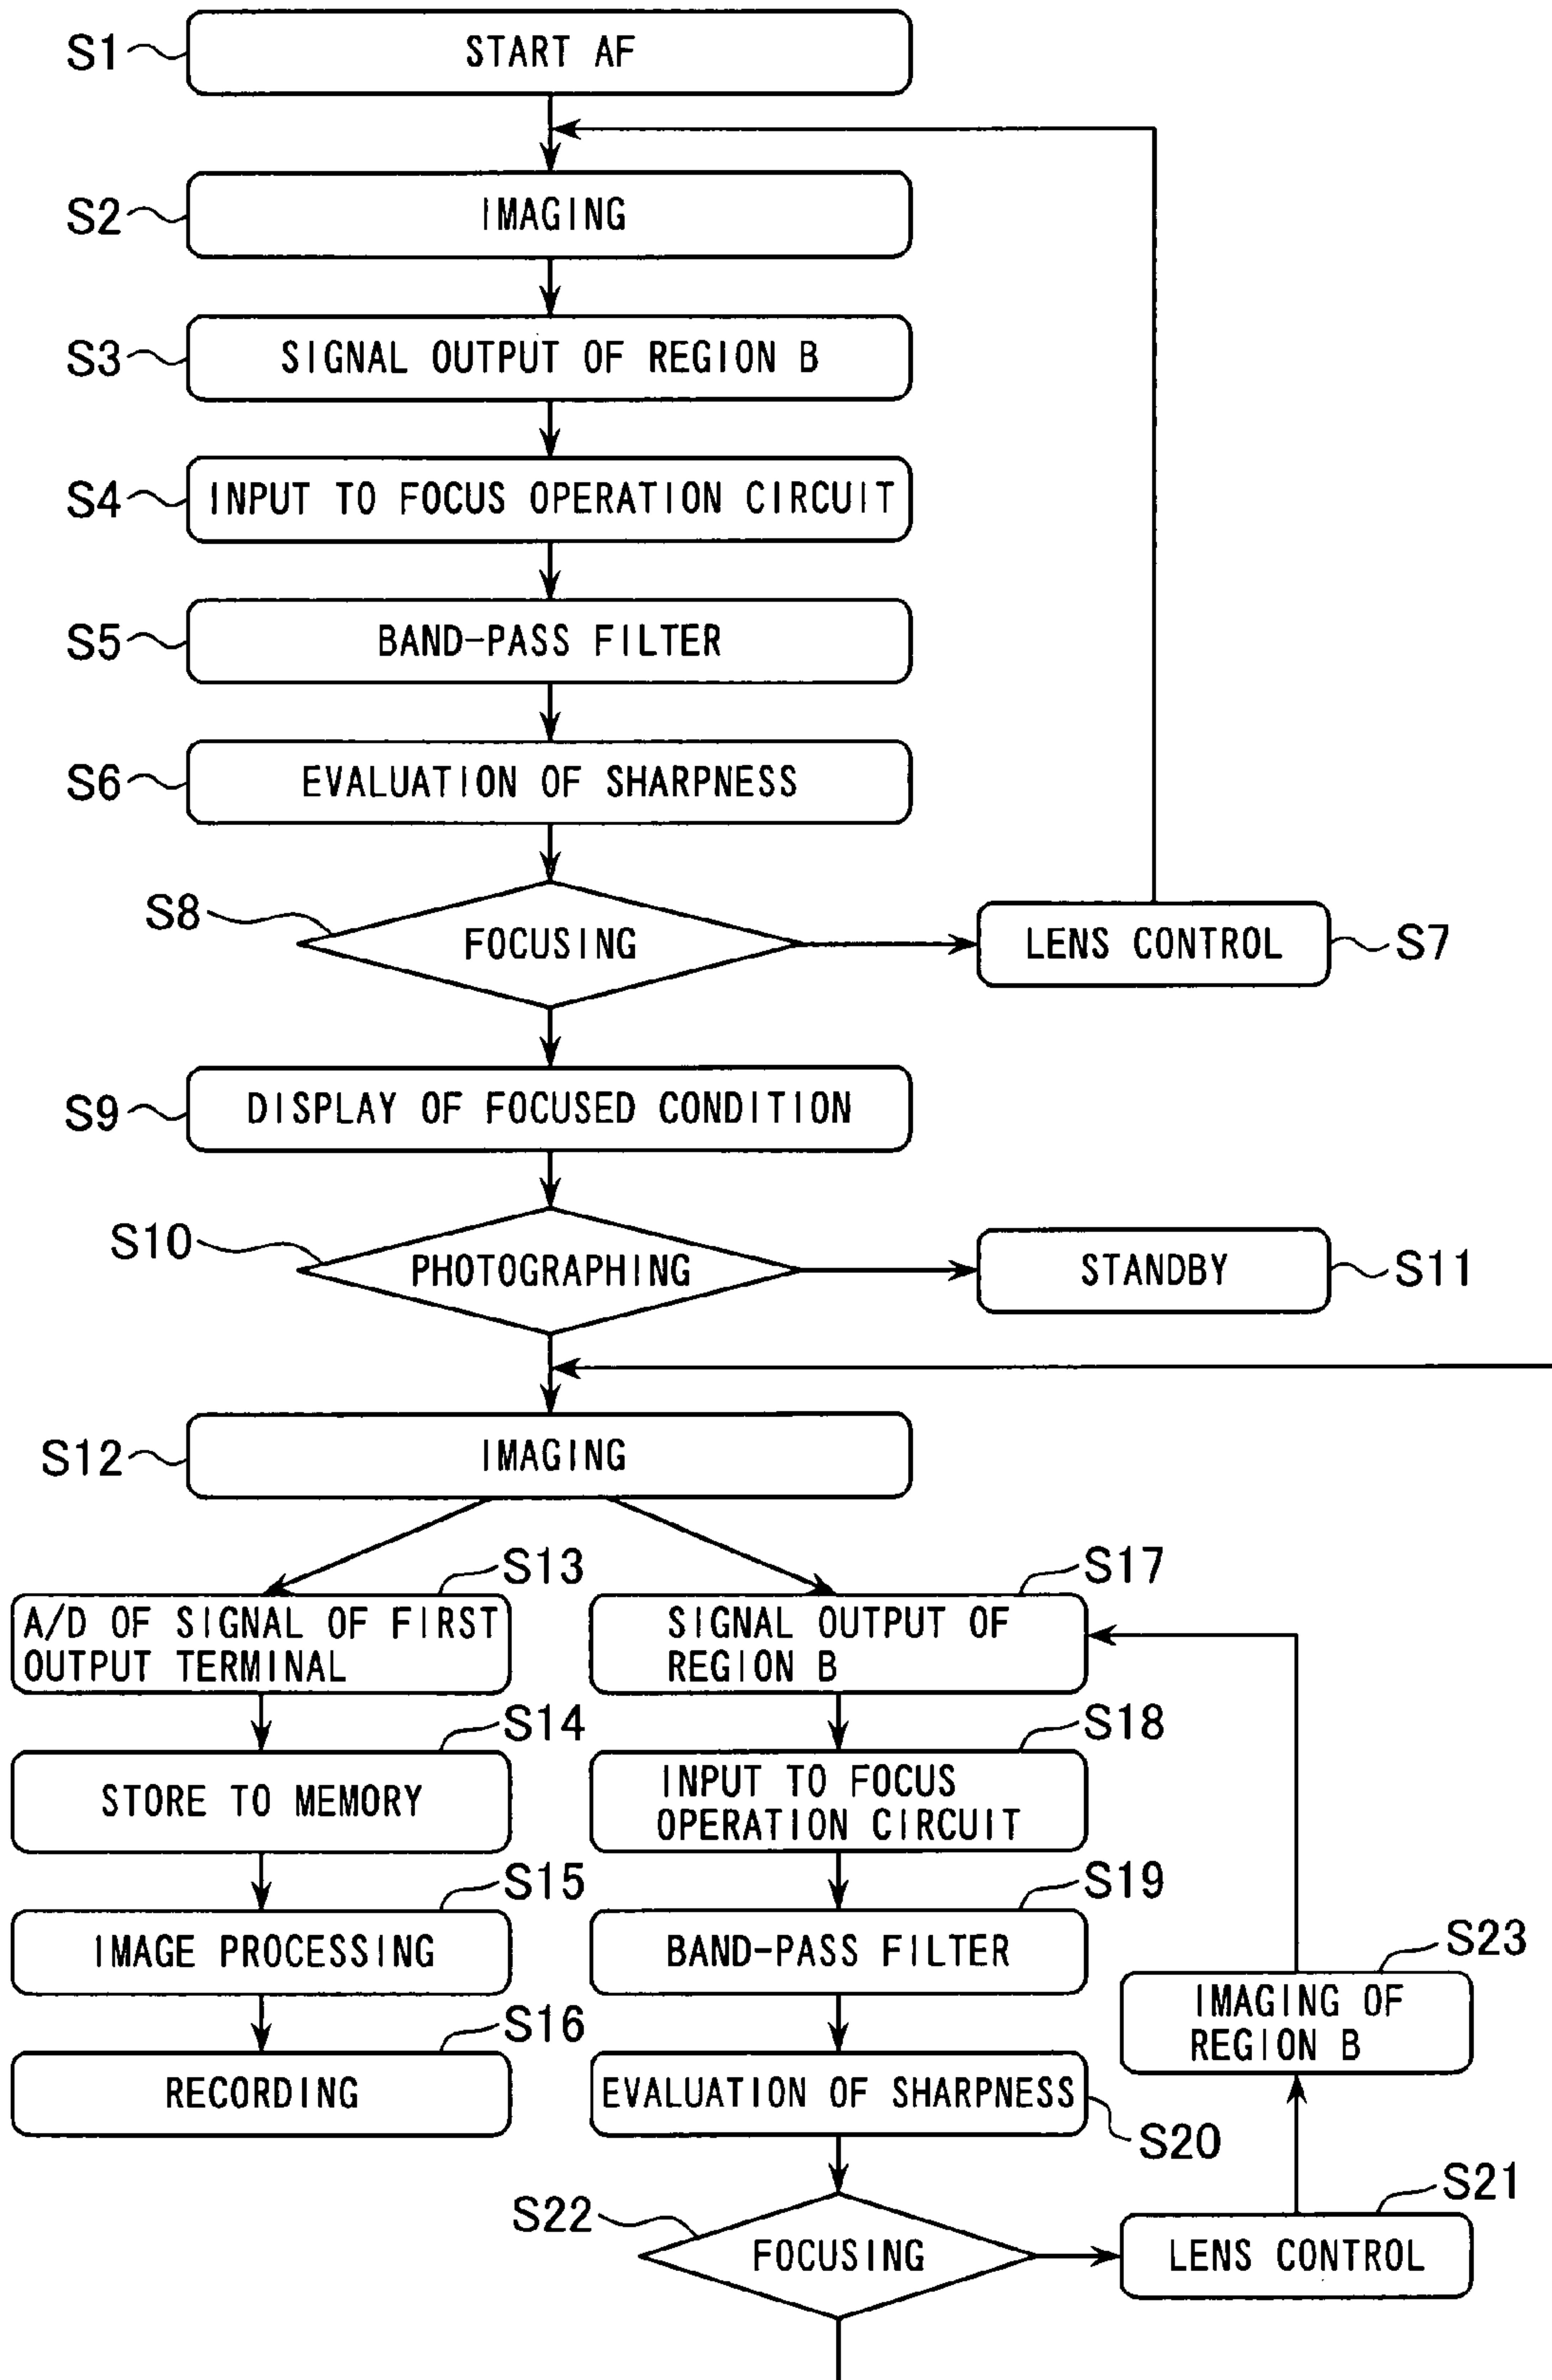 S1
START AF
S2
IMAGING
S3
SIGNAL OUTPUT OF REGION B
S4
INPUT TO FOCUS OPERATION CIRCUIT
S5
BAND-PASS FILTER
S6
EVALUATION OF SHARPNESS
S8
FOCUSING
LENS CONTROL
S7
S9
DISPLAY OF FOCUSED CONDITION
S10
PHOTOGRAPHING
STANDBY
S11
S12
IMAGING
S13
A/D OF SIGNAL OF FIRST
OUTPUT TERMINAL
S14
STORE TO MEMORY
S15
IMAGE PROCESSING
S16
RECORDING
S17
SIGNAL OUTPUT OF
REGION B
S18
INPUT TO FOCUS
OPERATION CIRCUIT
S19
BAND-PASS FILTER
EVALUATION OF SHARPNESS
S20
S22
FOCUSING
S21
LENS CONTROL
S23
IMAGING OF
REGION B